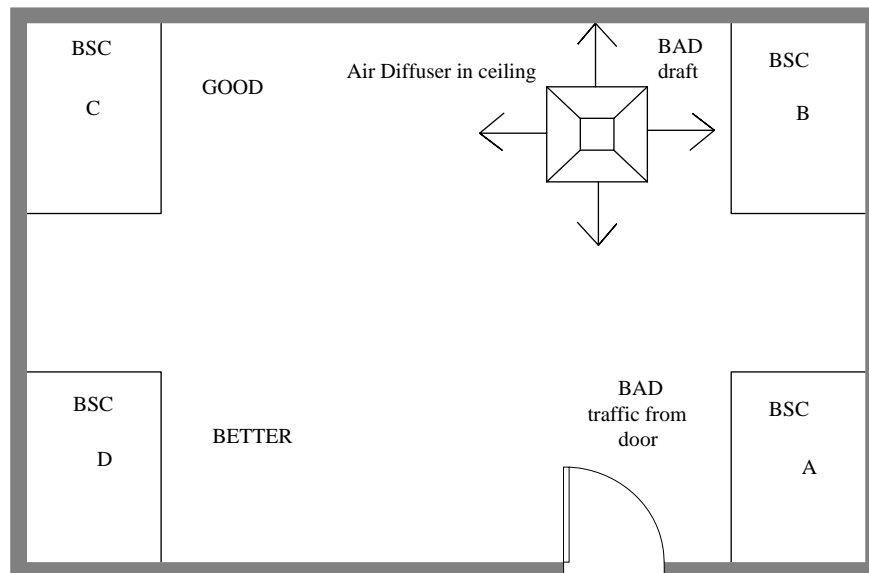 BSC
C
GOOD
Air Diffuser in ceiling
BAD
draft
BSC
B
BSC
D
BETTER
BAD
traffic from
door
BSC
A